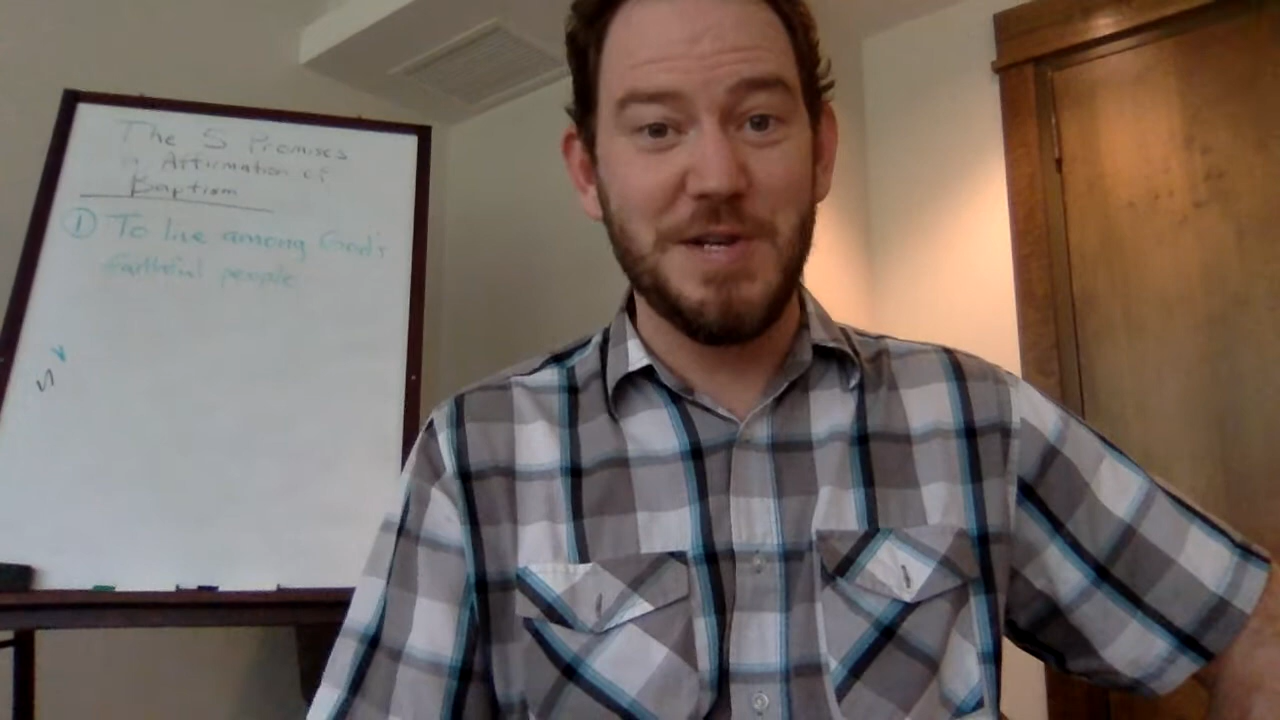 The 5 Promises
Affirmation of
Baptism
① To live among God's
faithful people